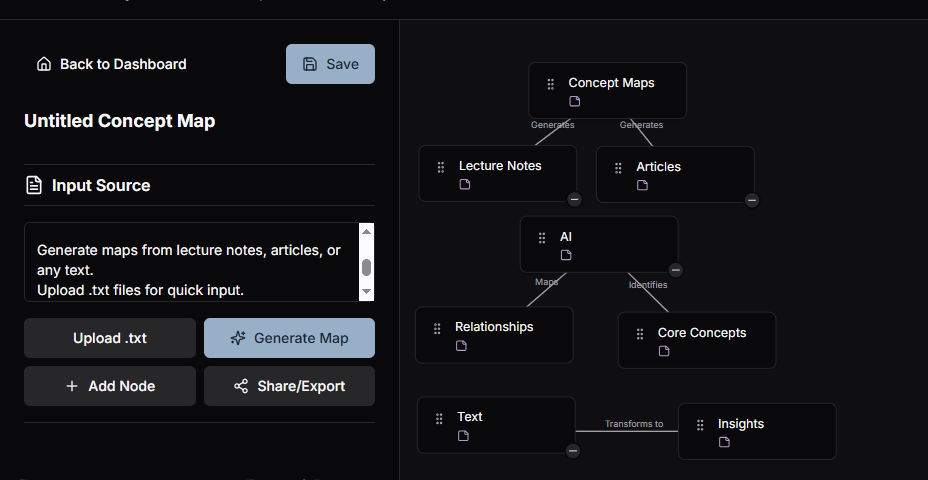 Back to Dashboard
Save
Untitled Concept Map
Input Source
Generate maps from lecture notes, articles, or
any text.
Upload .txt files for quick input.
Upload .txt
Generate Map
Add Node
Share/Export
Concept Maps
Generates
Generates
Lecture Notes
Articles
AI
Maps
Identifies
Relationships
Core Concepts
Text
Transforms to
Insights